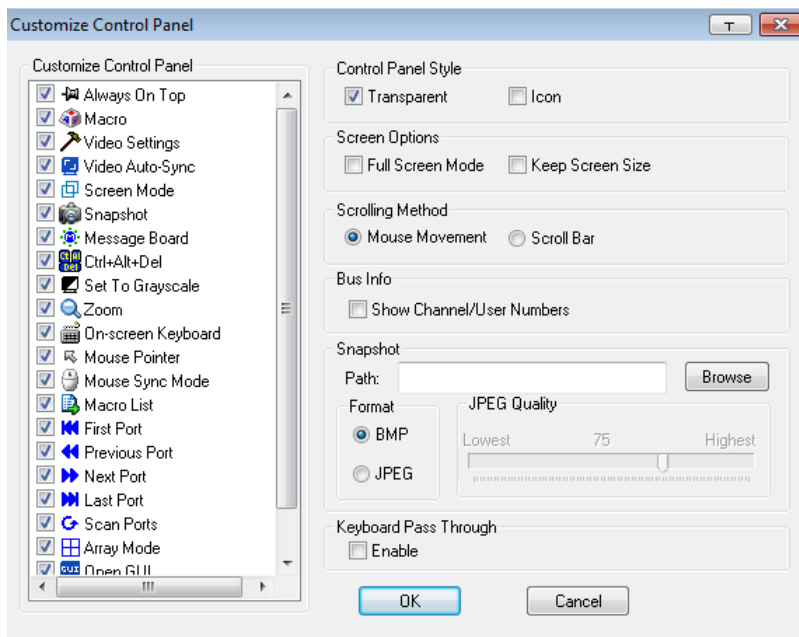 Customize Control Panel
Customize Control Panel
Always On Top
Macro
Video Settings
Video Auto-Sync
Screen Mode
Snapshot
Message Board
Ctrl+Alt+Del
Set To Grayscale
Zoom
On-screen Keyboard
Mouse Pointer
Mouse Sync Mode
Macro List
First Port
Previous Port
Next Port
Last Port
Scan Ports
Array Mode
GUI Open GUI
Control Panel Style
Transparent Icon
Screen Options
Full Screen Mode Keep Screen Size
Scrolling Method
Mouse Movement Scroll Bar
Bus Info
Show Channel/User Numbers
Snapshot
Path: Browse
Format
BMP
JPEG
JPEG Quality
Lowest 75 Highest
Keyboard Pass Through
Enable
OK Cancel